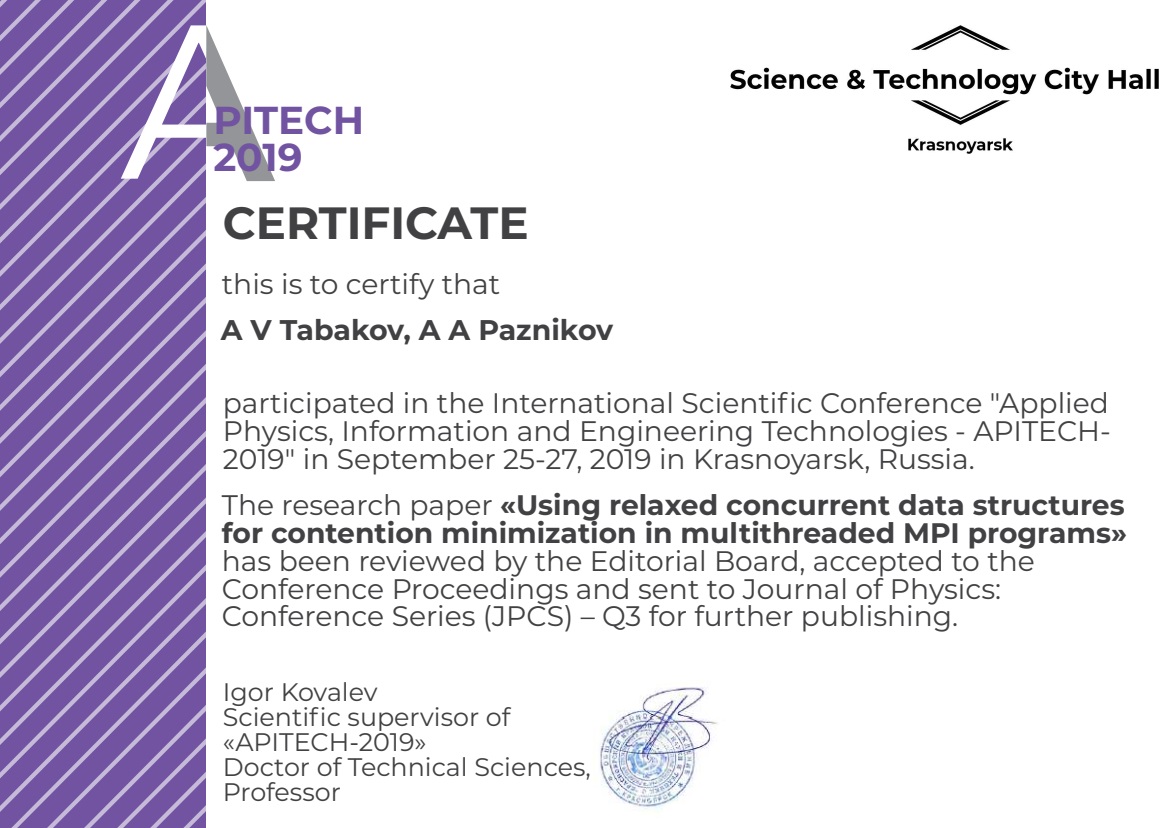 APITECH
2019
Science & Technology City Hall
Krasnoyarsk
CERTIFICATE
this is to certify that
A V Tabakov, A A Paznikov
participated in the International Scientific Conference "Applied
Physics, Information and Engineering Technologies - APITECH-
2019" in September 25-27, 2019 in Krasnoyarsk, Russia.
The research paper «Using relaxed concurrent data structures
for contention minimization in multithreaded MPI programs»
has been reviewed by the Editorial Board, accepted to the
Conference Proceedings and sent to Journal of Physics:
Conference Series (JPCS) – Q3 for further publishing.
Igor Kovalev
Scientific supervisor of
«APITECH-2019»
Doctor of Technical Sciences,
Professor